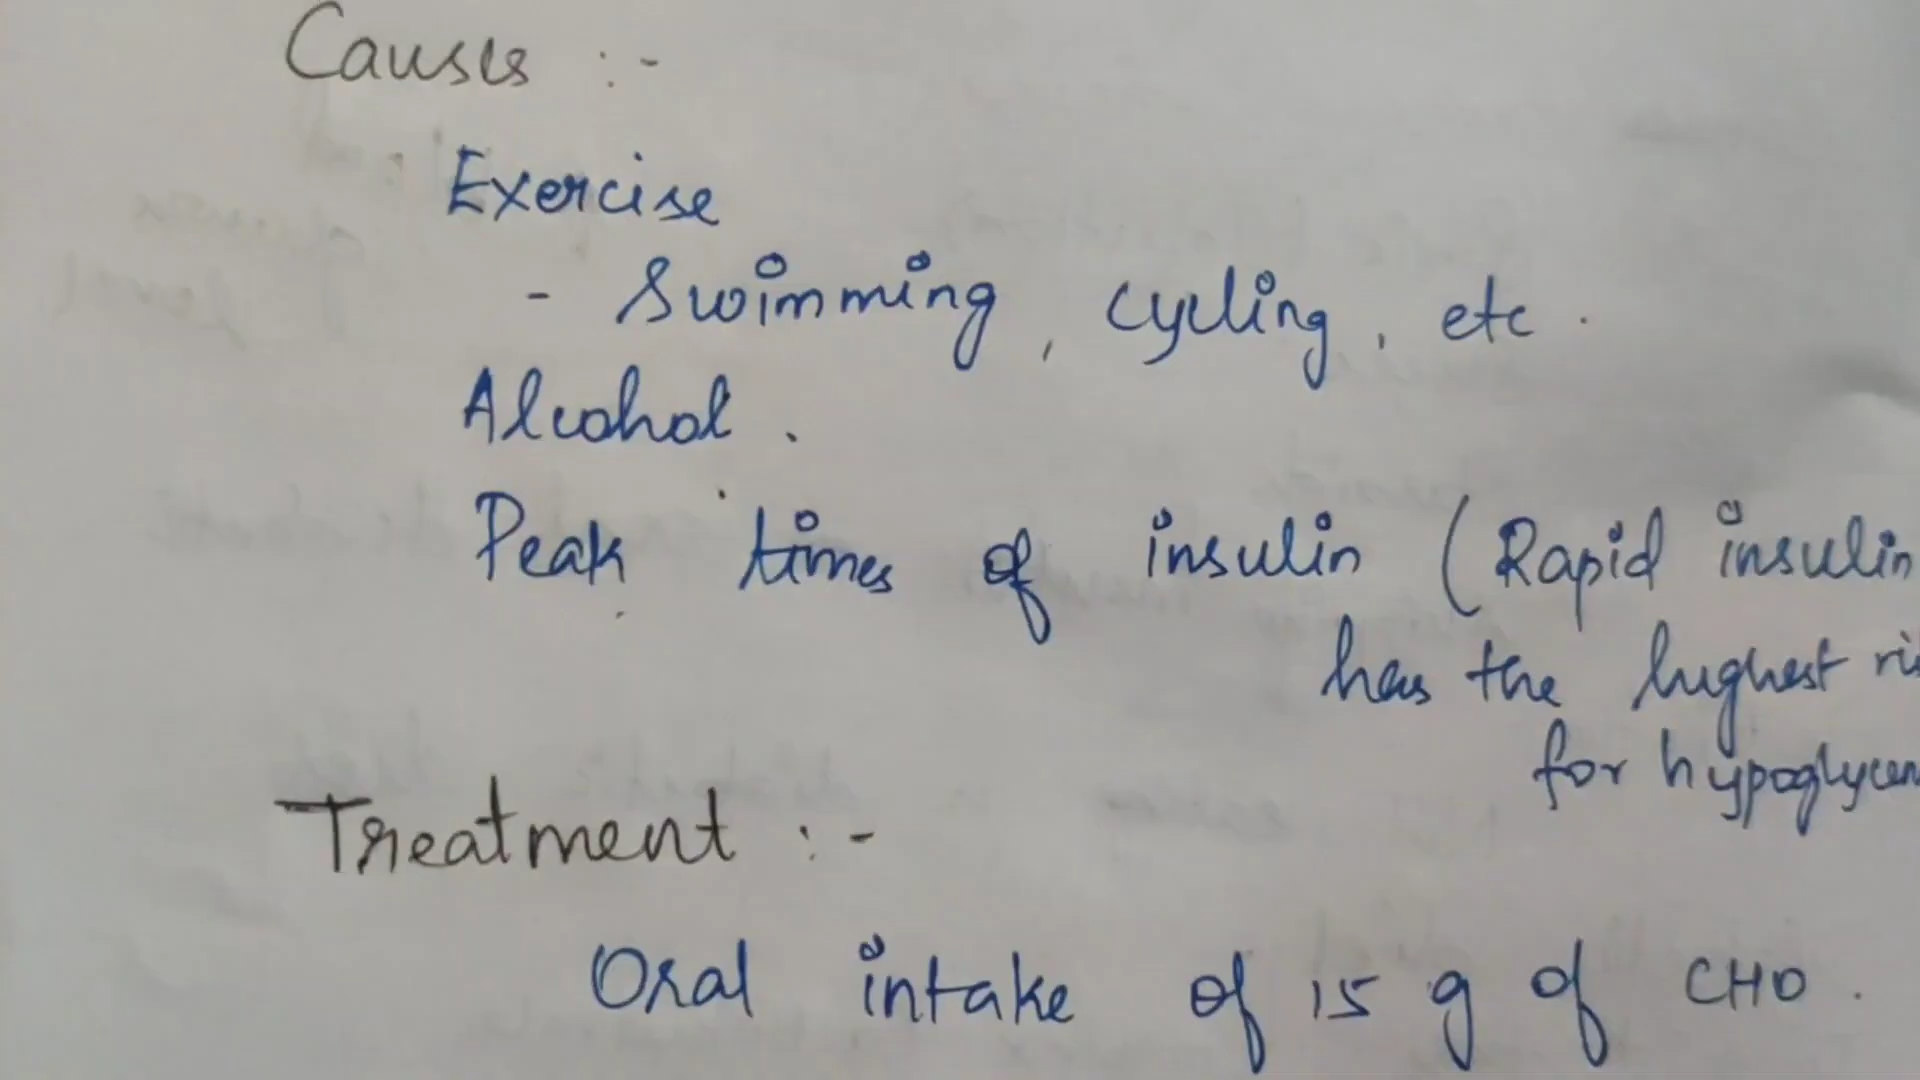 Causes :-
Exercise
- Swimming, cycling, etc.
Alcohol.
Peak times of insulin (Rapid insulin
has the highest
for hypoglycem
Treatment :-
Oral intake of 15 g of CHO.